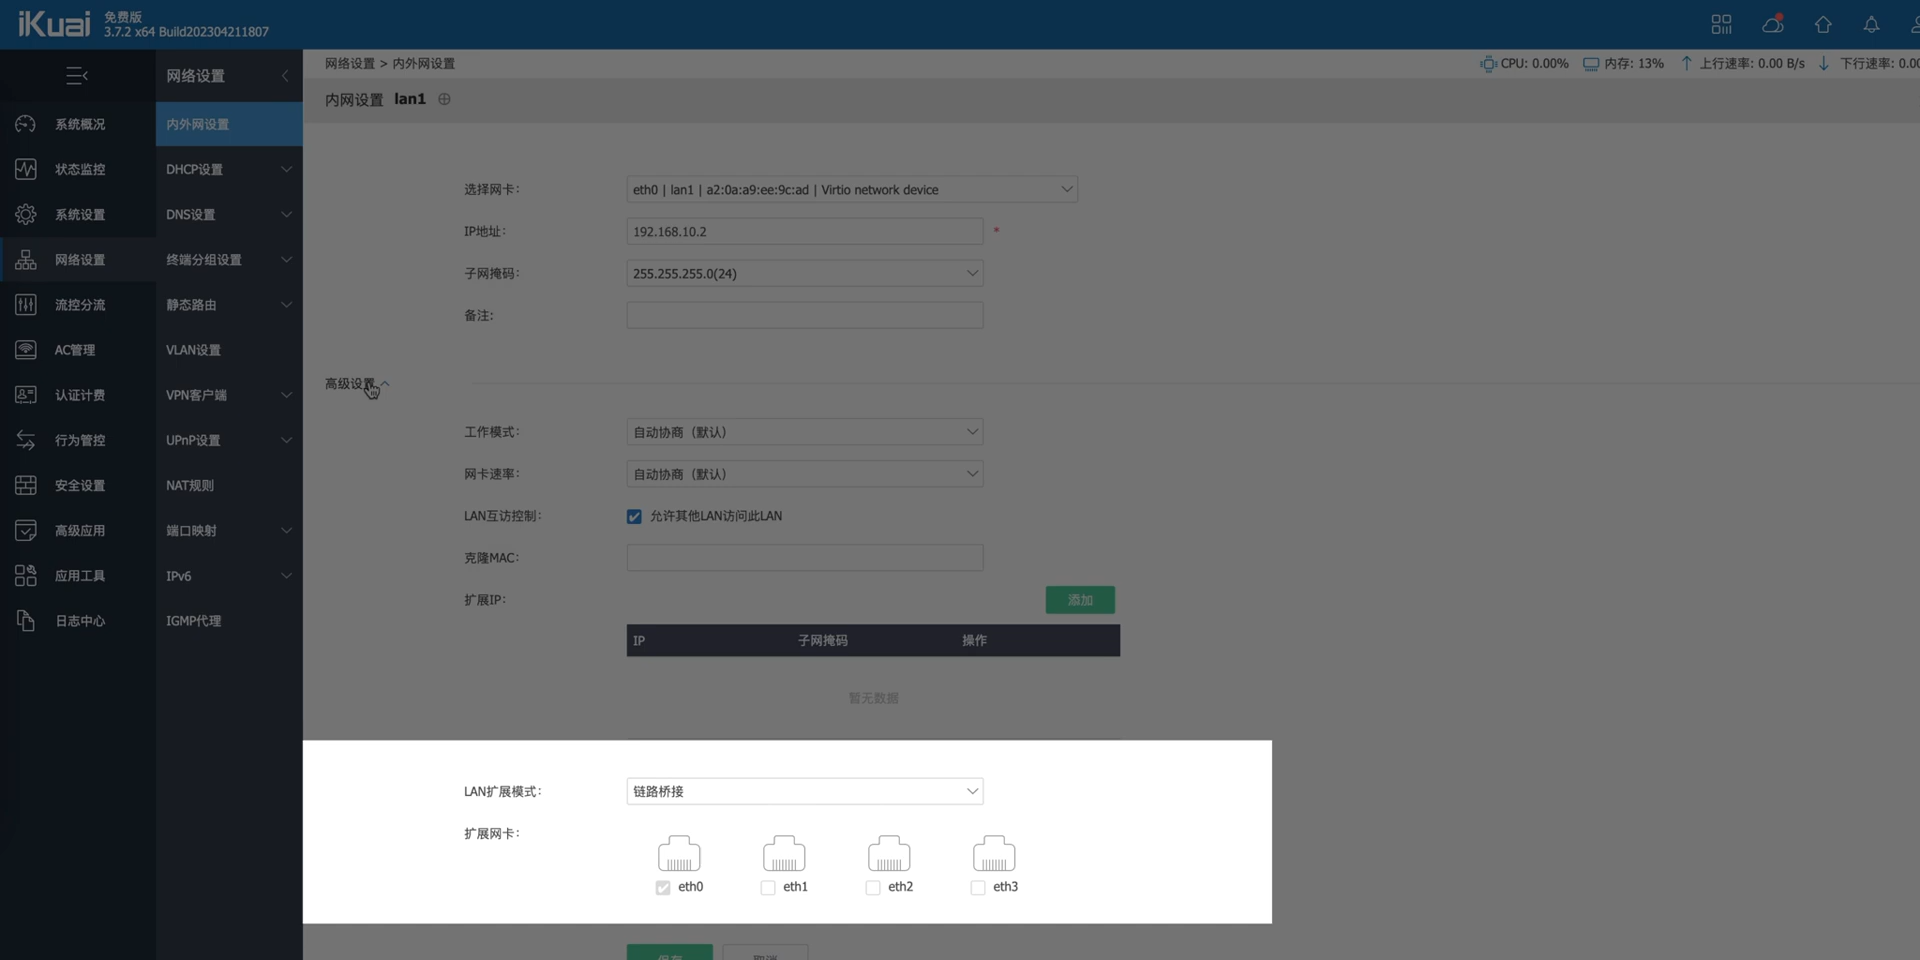 iKuai 免费版
3.7.2 x64 Build202304211807
网络设置
系统概况
状态监控
系统设置
网络设置
流控分流
AC管理
认证计费
行为管控
安全设置
高级应用
应用工具
日志中心
内外网设置
DHCP设置
DNS设置
终端分组设置
静态路由
VLAN设置
VPN客户端
UPnP设置
NAT规则
端口映射
IPv6
IGMP代理
网络设置 > 内外网设置
CPU: 0.00% 内存: 13% 上行速率: 0.00 B/s 下行速率: 0.00
内网设置 lan1
选择网卡: eth0 | lan1 | a2:0a:a9:ee:9c:ad | Virtio network device
IP地址: 192.168.10.2 *
子网掩码: 255.255.255.0(24)
备注:
高级设置
工作模式: 自动协商（默认）
网卡速率: 自动协商（默认）
LAN互访控制: 允许其他LAN访问此LAN
克隆MAC:
扩展IP: 添加
IP 子网掩码 操作
暂无数据
LAN扩展模式: 链路桥接
扩展网卡:
eth0 eth1 eth2 eth3
保存 取消